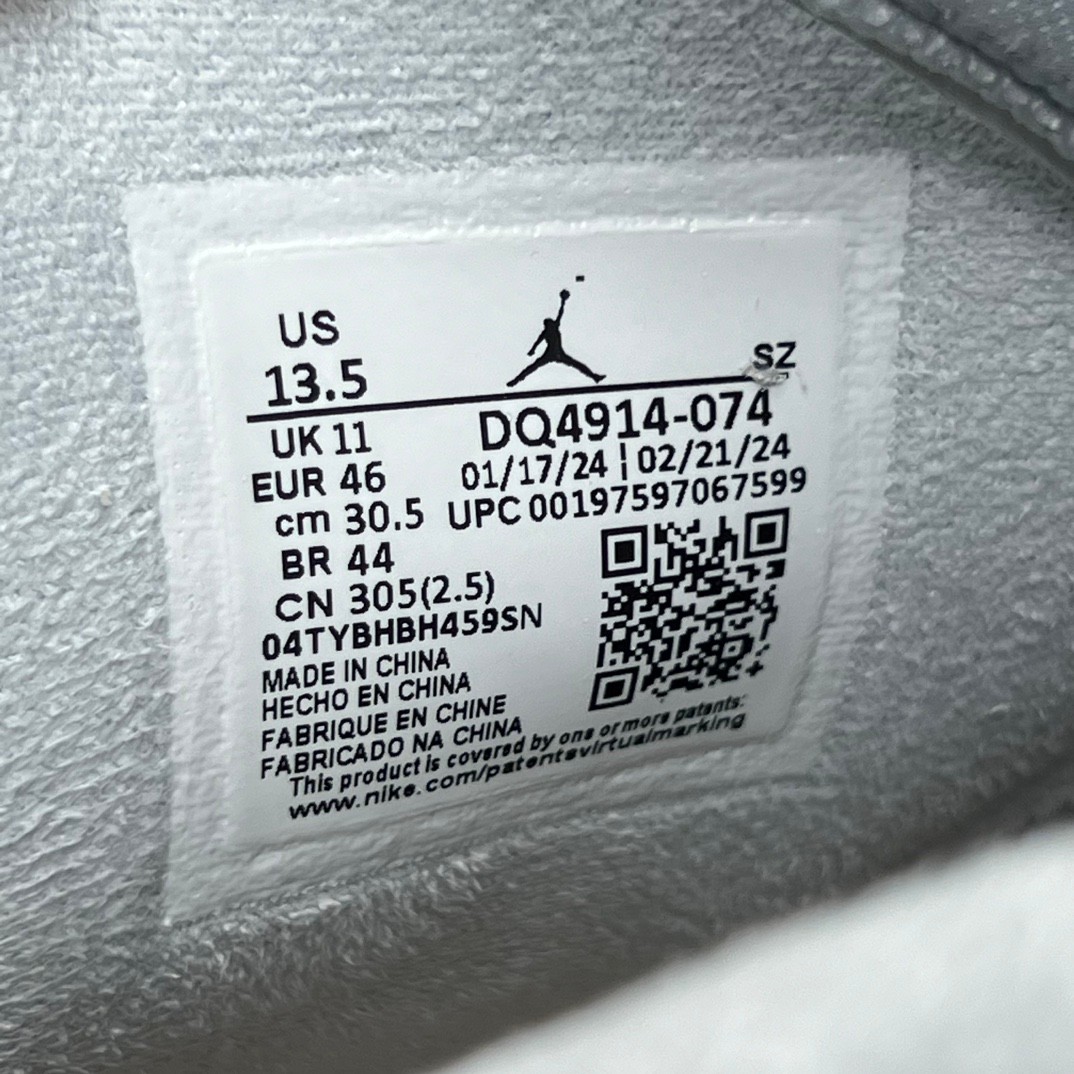 US
13.5
SZ
UK 11
DQ4914-074
EUR 46
01/17/24 | 02/21/24
cm 30.5
UPC 00197597067599
BR 44
CN 305(2.5)
04TYBHBH459SN
MADE IN CHINA
HECHO EN CHINA
FABRIQUE EN CHINE
FABRICADO NA CHINA
This product is covered by one or more patents:
www.nike.com/patentsvirtualmarking